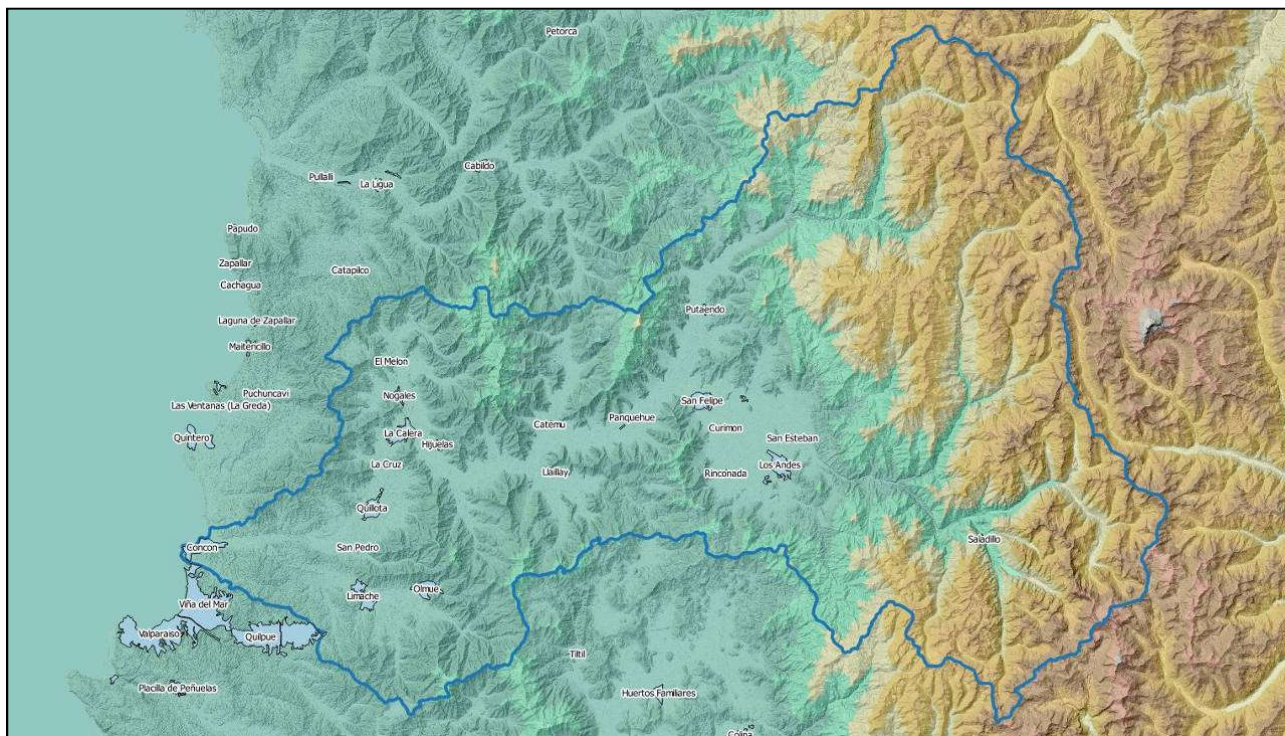 Petorca
Cabildo
Pullalli
La Ligua
Papudo
Zapallar
Catapilco
Cachagua
Putaendo
Laguna de Zapallar
Maitencillo
El Melon
Puchuncavi
Nogales
Las Ventanas (La Greda)
San Felipe
Panquehue
Catemu
Curimon
La Calera
Quintero
Hijuelas
San Esteban
La Cruz
Los Andes
Llaillay
Rinconada
Quillota
Saladillo
Concon
San Pedro
Olmue
Limache
Viña del Mar
Valparaiso
Quilpue
Tiltil
Placilla de Peñuelas
Huertos Familiares
Colina